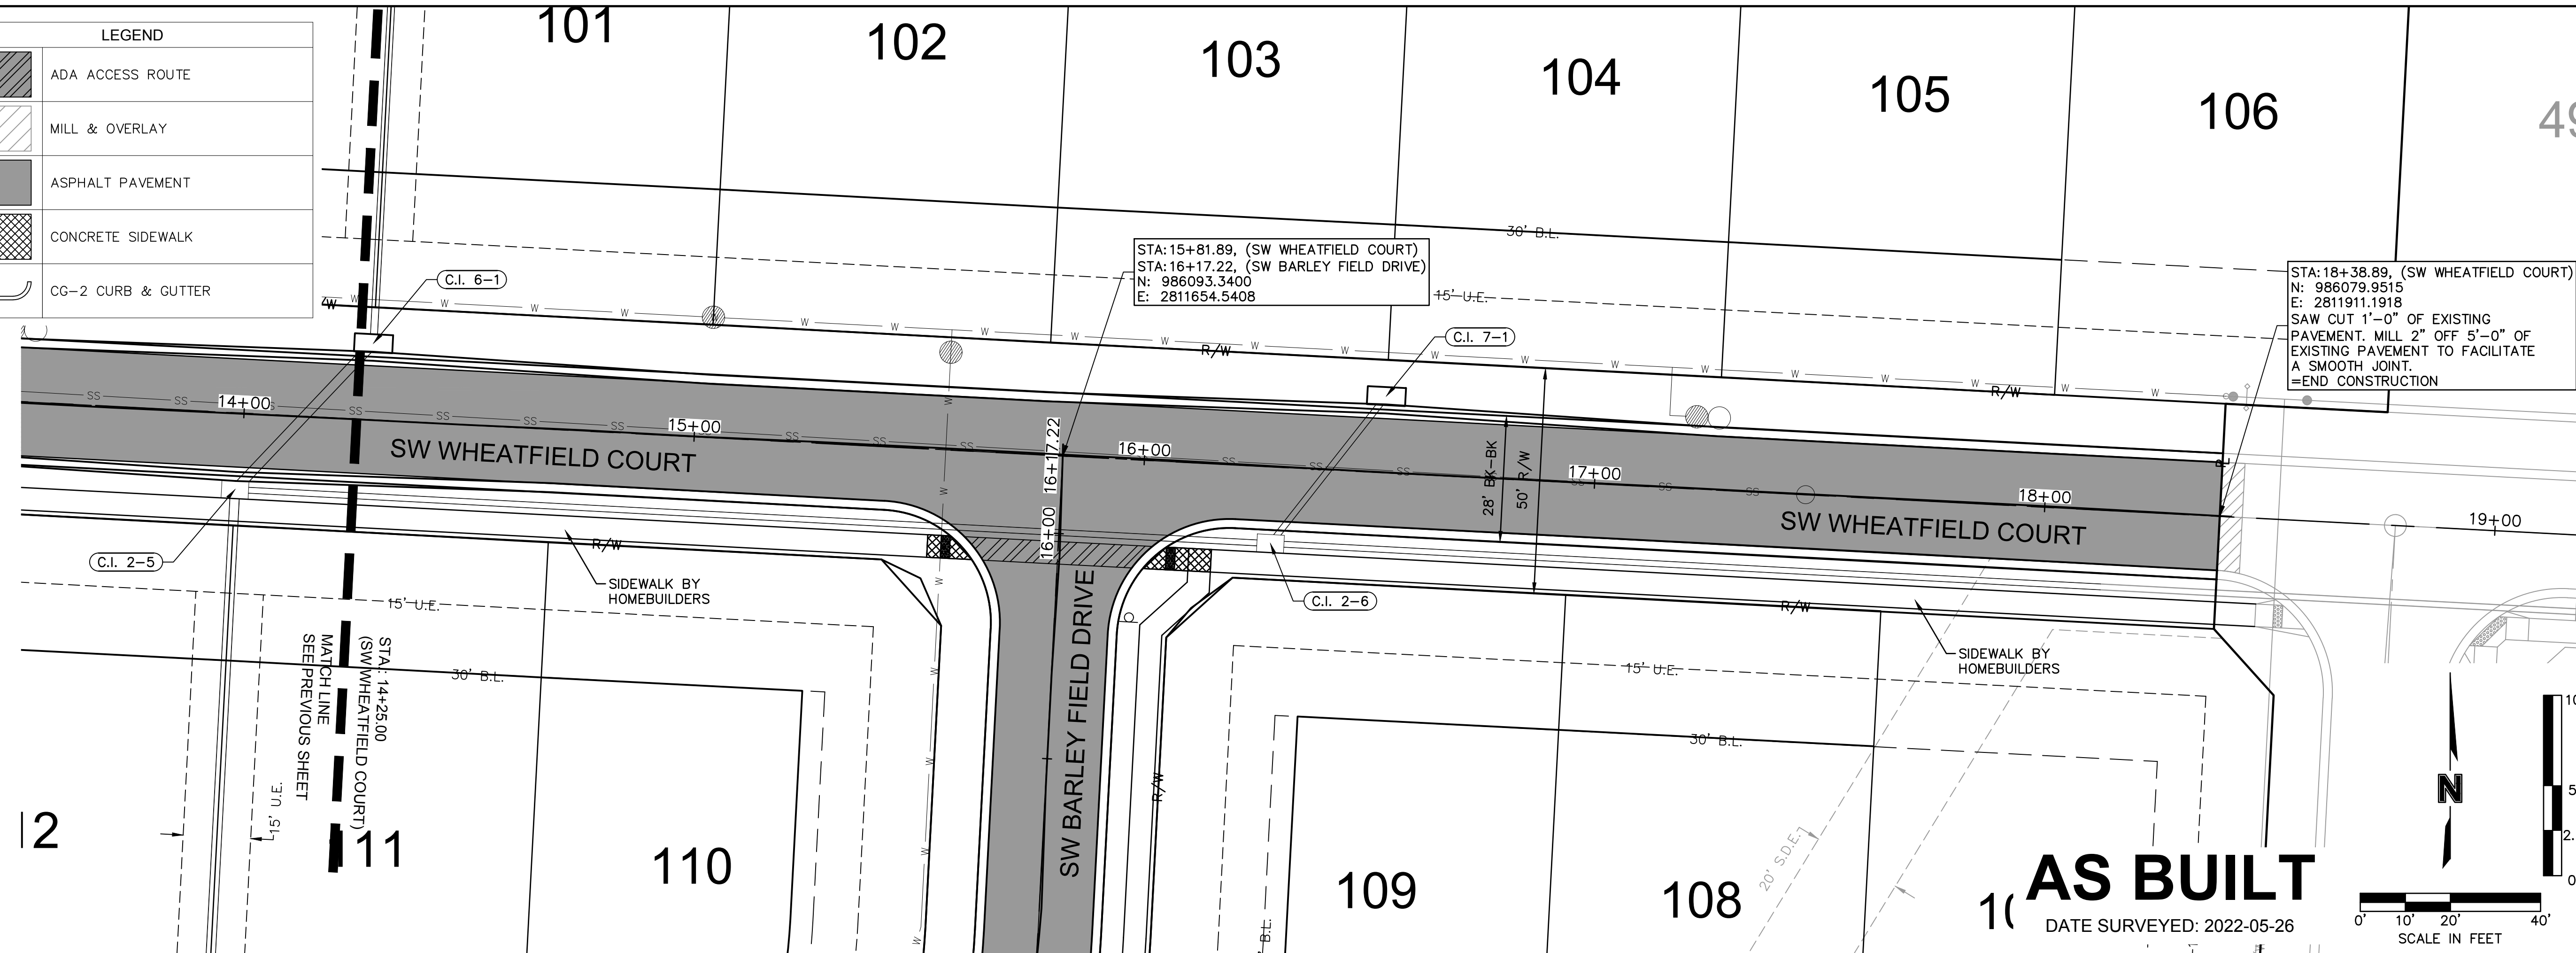 LEGEND
ADA ACCESS ROUTE
MILL & OVERLAY
ASPHALT PAVEMENT
CONCRETE SIDEWALK
CG-2 CURB & GUTTER
101
102
103
104
105
106
30' B.L.
15' U.E.
C.I. 6-1
STA:15+81.89, (SW WHEATFIELD COURT)
STA:16+17.22, (SW BARLEY FIELD DRIVE)
N: 986093.3400
E: 2811654.5408
C.I. 7-1
STA:18+38.89, (SW WHEATFIELD COURT)
N: 986079.9515
E: 2811911.1918
SAW CUT 1'-0" OF EXISTING
PAVEMENT. MILL 2" OFF 5'-0" OF
EXISTING PAVEMENT TO FACILITATE
A SMOOTH JOINT.
=END CONSTRUCTION
R/W
R/W
14+00
15+00
16+00
17+00
18+00
19+00
SW WHEATFIELD COURT
SW WHEATFIELD COURT
16+00
16+17.22
28' BK-BK
50' R/W
PL
C.I. 2-5
C.I. 2-6
R/W
R/W
SIDEWALK BY
HOMEBUILDERS
SIDEWALK BY
HOMEBUILDERS
15' U.E.
15' U.E.
30' B.L.
30' B.L.
STA: 14+25.00
(SW WHEATFIELD COURT)
MATCH LINE
SEE PREVIOUS SHEET
15' U.E.
SW BARLEY FIELD DRIVE
R/W
B.L.
20' S.D.E.
110
109
108
N
AS BUILT
DATE SURVEYED: 2022-05-26
0' 10' 20' 40'
SCALE IN FEET